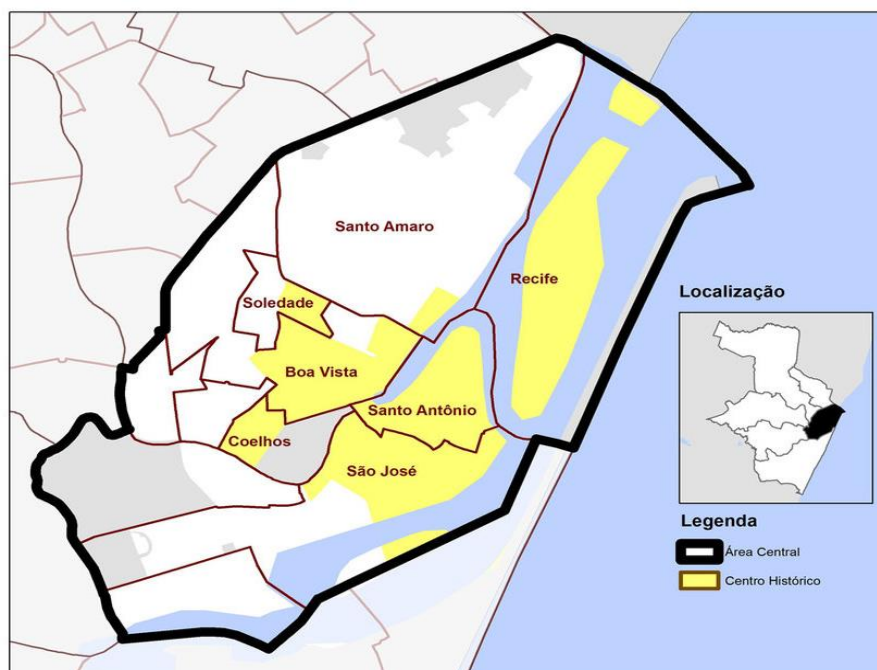 Santo Amaro
Recife
Soledade
Boa Vista
Santo Antônio
Coelhos
São José
Localização
Legenda
Área Central
Centro Histórico